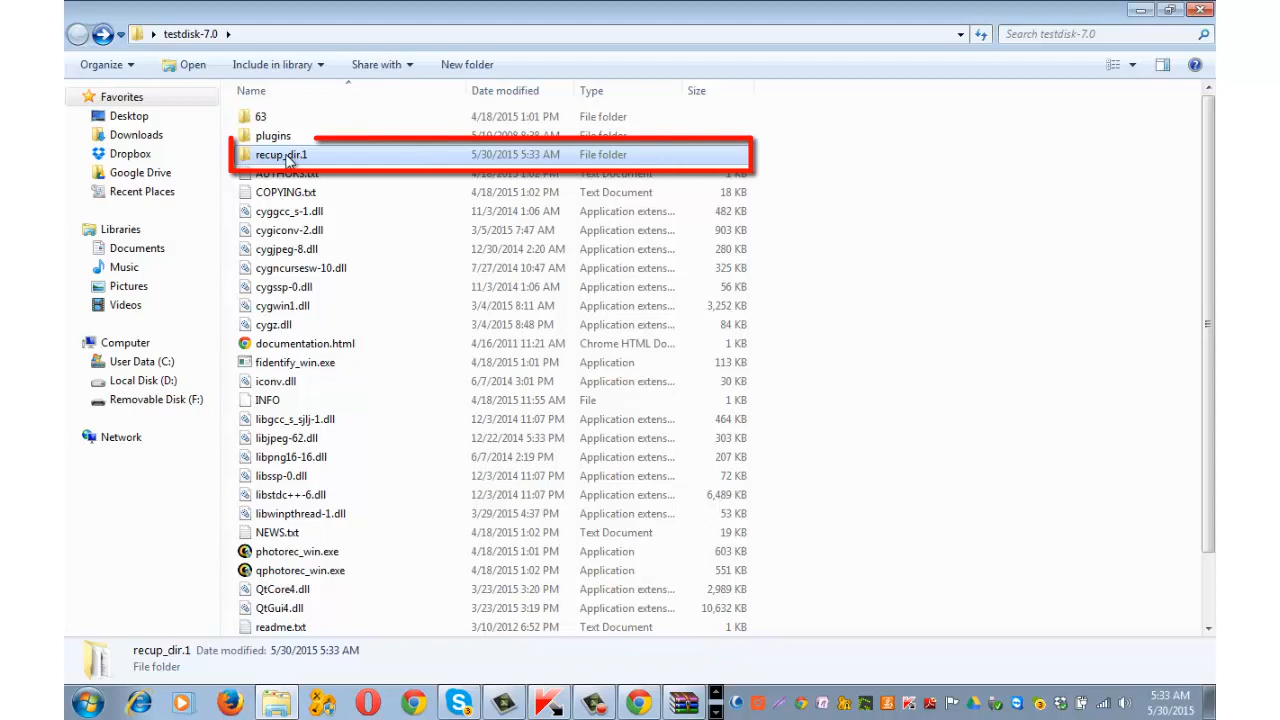 testdisk-7.0
Search testdisk-7.0
Organize Open Include in library Share with New folder
Name Date modified Type Size
Favorites
Desktop
Downloads
Dropbox
Google Drive
Recent Places
Libraries
Documents
Music
Pictures
Videos
Computer
User Data (C:)
Local Disk (D:)
Removable Disk (F:)
Network
63 4/18/2015 1:01 PM File folder
plugins 5/19/2008 8:38 AM File folder
recup_dir.1 5/30/2015 5:33 AM File folder
AUTHORS.txt 4/18/2015 1:02 PM Text Document 1 KB
COPYING.txt 4/18/2015 1:02 PM Text Document 18 KB
cyggcc_s-1.dll 11/3/2014 1:06 AM Application extens... 482 KB
cygiconv-2.dll 3/5/2015 7:47 AM Application extens... 903 KB
cygjpeg-8.dll 12/30/2014 2:20 AM Application extens... 280 KB
cygncursesw-10.dll 7/27/2014 10:47 AM Application extens... 325 KB
cygssp-0.dll 11/3/2014 1:06 AM Application extens... 56 KB
cygwin1.dll 3/4/2015 8:11 AM Application extens... 3,252 KB
cygz.dll 3/4/2015 8:48 PM Application extens... 84 KB
documentation.html 4/16/2011 11:21 AM Chrome HTML Do... 1 KB
fidentify_win.exe 4/18/2015 1:01 PM Application 113 KB
iconv.dll 6/7/2014 3:01 PM Application extens... 30 KB
INFO 4/18/2015 11:55 AM File 1 KB
libgcc_s_sjlj-1.dll 12/3/2014 11:07 PM Application extens... 464 KB
libjpeg-62.dll 12/22/2014 5:33 PM Application extens... 303 KB
libpng16-16.dll 6/7/2014 2:19 PM Application extens... 207 KB
libssp-0.dll 12/3/2014 11:07 PM Application extens... 72 KB
libstdc++-6.dll 12/3/2014 11:07 PM Application extens... 6,489 KB
libwinpthread-1.dll 3/29/2015 4:37 PM Application extens... 53 KB
NEWS.txt 4/18/2015 1:02 PM Text Document 19 KB
photorec_win.exe 4/18/2015 1:01 PM Application 603 KB
qphotorec_win.exe 4/18/2015 1:02 PM Application 551 KB
QtCore4.dll 3/23/2015 3:20 PM Application extens... 2,989 KB
QtGui4.dll 3/23/2015 3:19 PM Application extens... 10,632 KB
readme.txt 3/10/2012 6:52 PM Text Document 1 KB
recup_dir.1 Date modified: 5/30/2015 5:33 AM
File folder
5:33 AM
5/30/2015